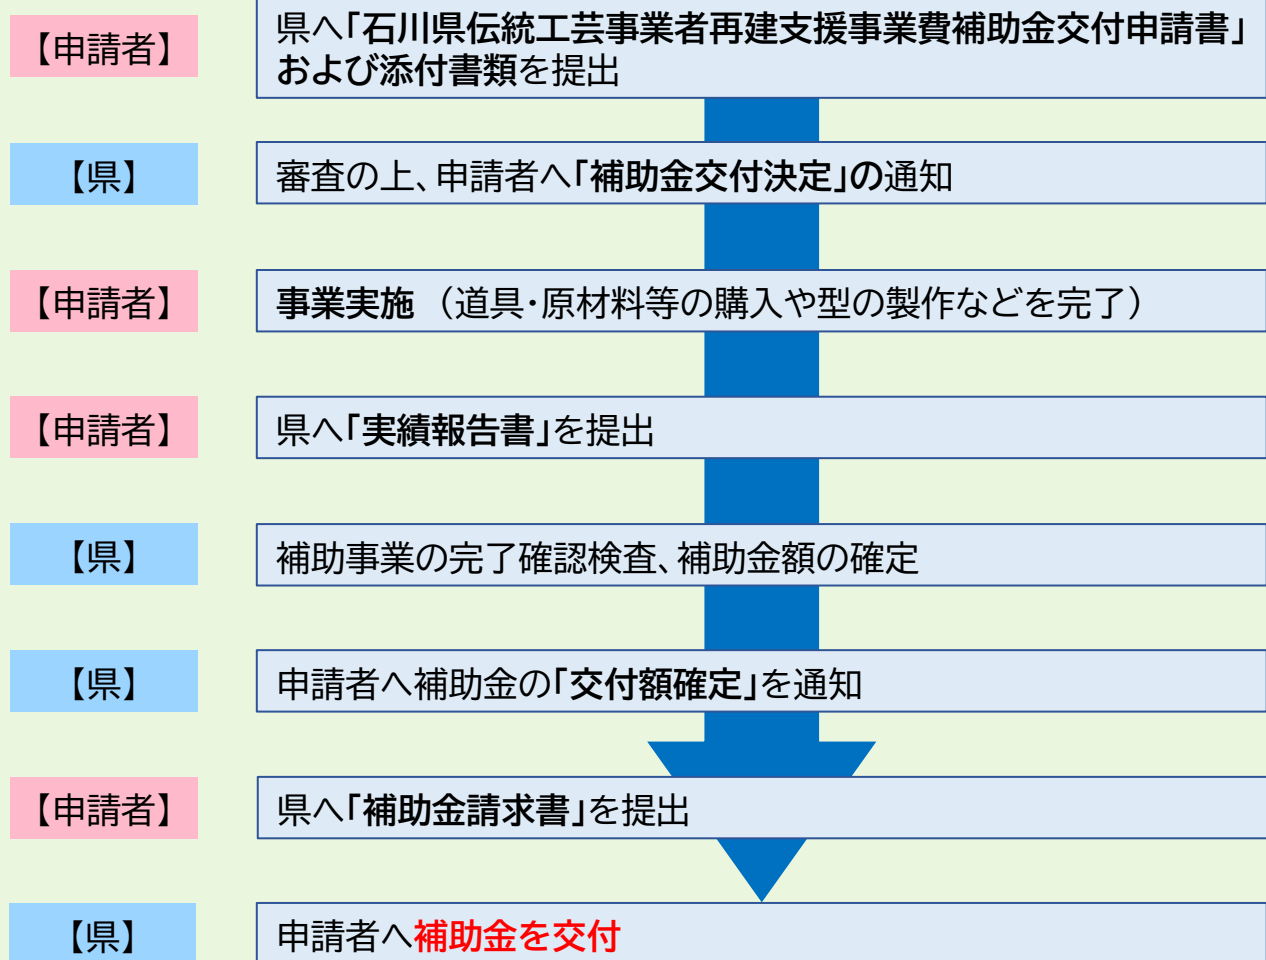 【申請者】
県へ「石川県伝統工芸事業者再建支援事業費補助金交付申請書」
および添付書類を提出
【県】
審査の上、申請者へ「補助金交付決定」の通知
【申請者】
事業実施 （道具・原材料等の購入や型の製作などを完了）
【申請者】
県へ「実績報告書」を提出
【県】
補助事業の完了確認検査、補助金額の確定
【県】
申請者へ補助金の「交付額確定」を通知
【申請者】
県へ「補助金請求書」を提出
【県】
申請者へ補助金を交付